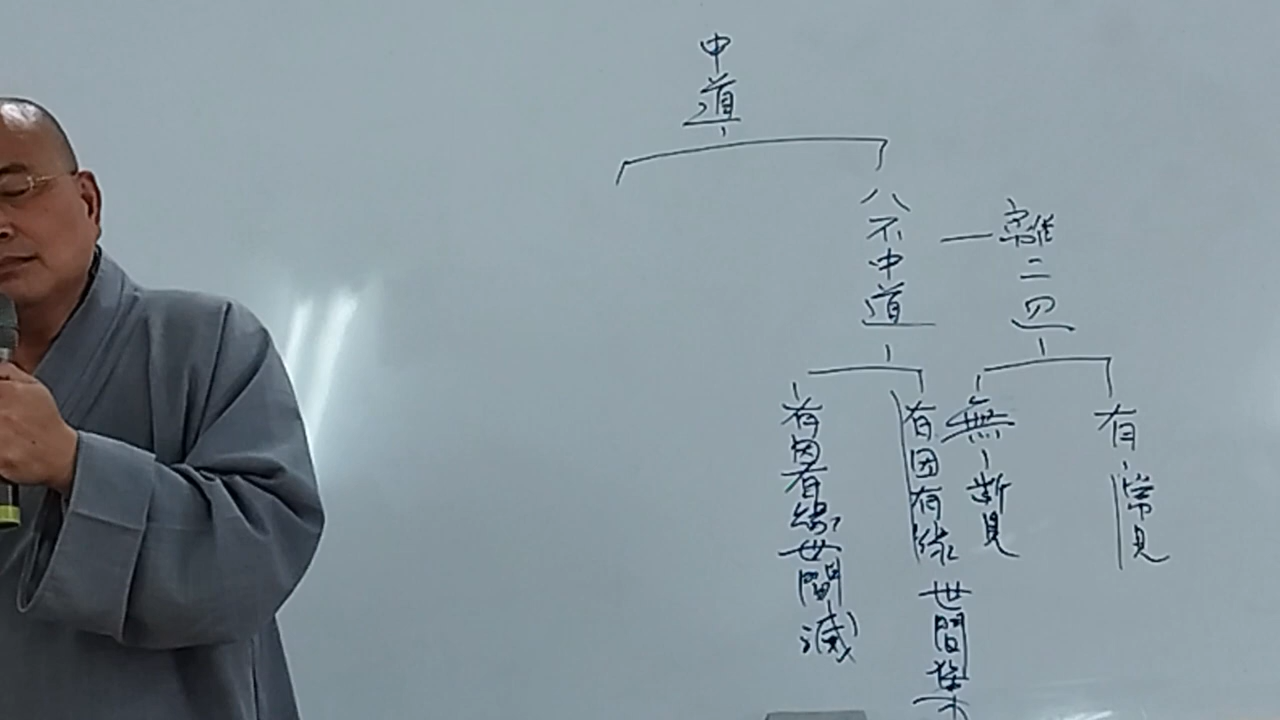 中道
八不中道
離二邊
有 常見
無 斷見
有因有緣世間集
有因有緣世間滅